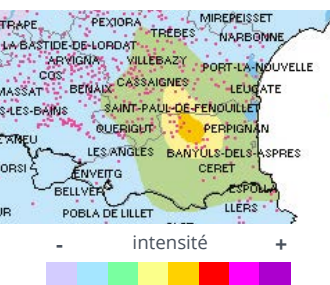 TRAPE PEXIORA MIREPEISSET
TRÈBES NARBONNE
LA BASTIDE-DE-LORDAT
ARVIGNA VILLEBAZY PORT-LA-NOUVELLE
COS
MASSAT BENAIX CASSAIGNES LEUCATE
S-LES-BAINS SAINT-PAUL-DE-FENOUILLET
QUERIGUT PERPIGNAN
LES ANGLES BANYULS-DELS-ASPRES
ORSI ENVEITG CERET
BELLVER ESPOLLA
UR POBLA DE LILLET LLERS
- intensité +